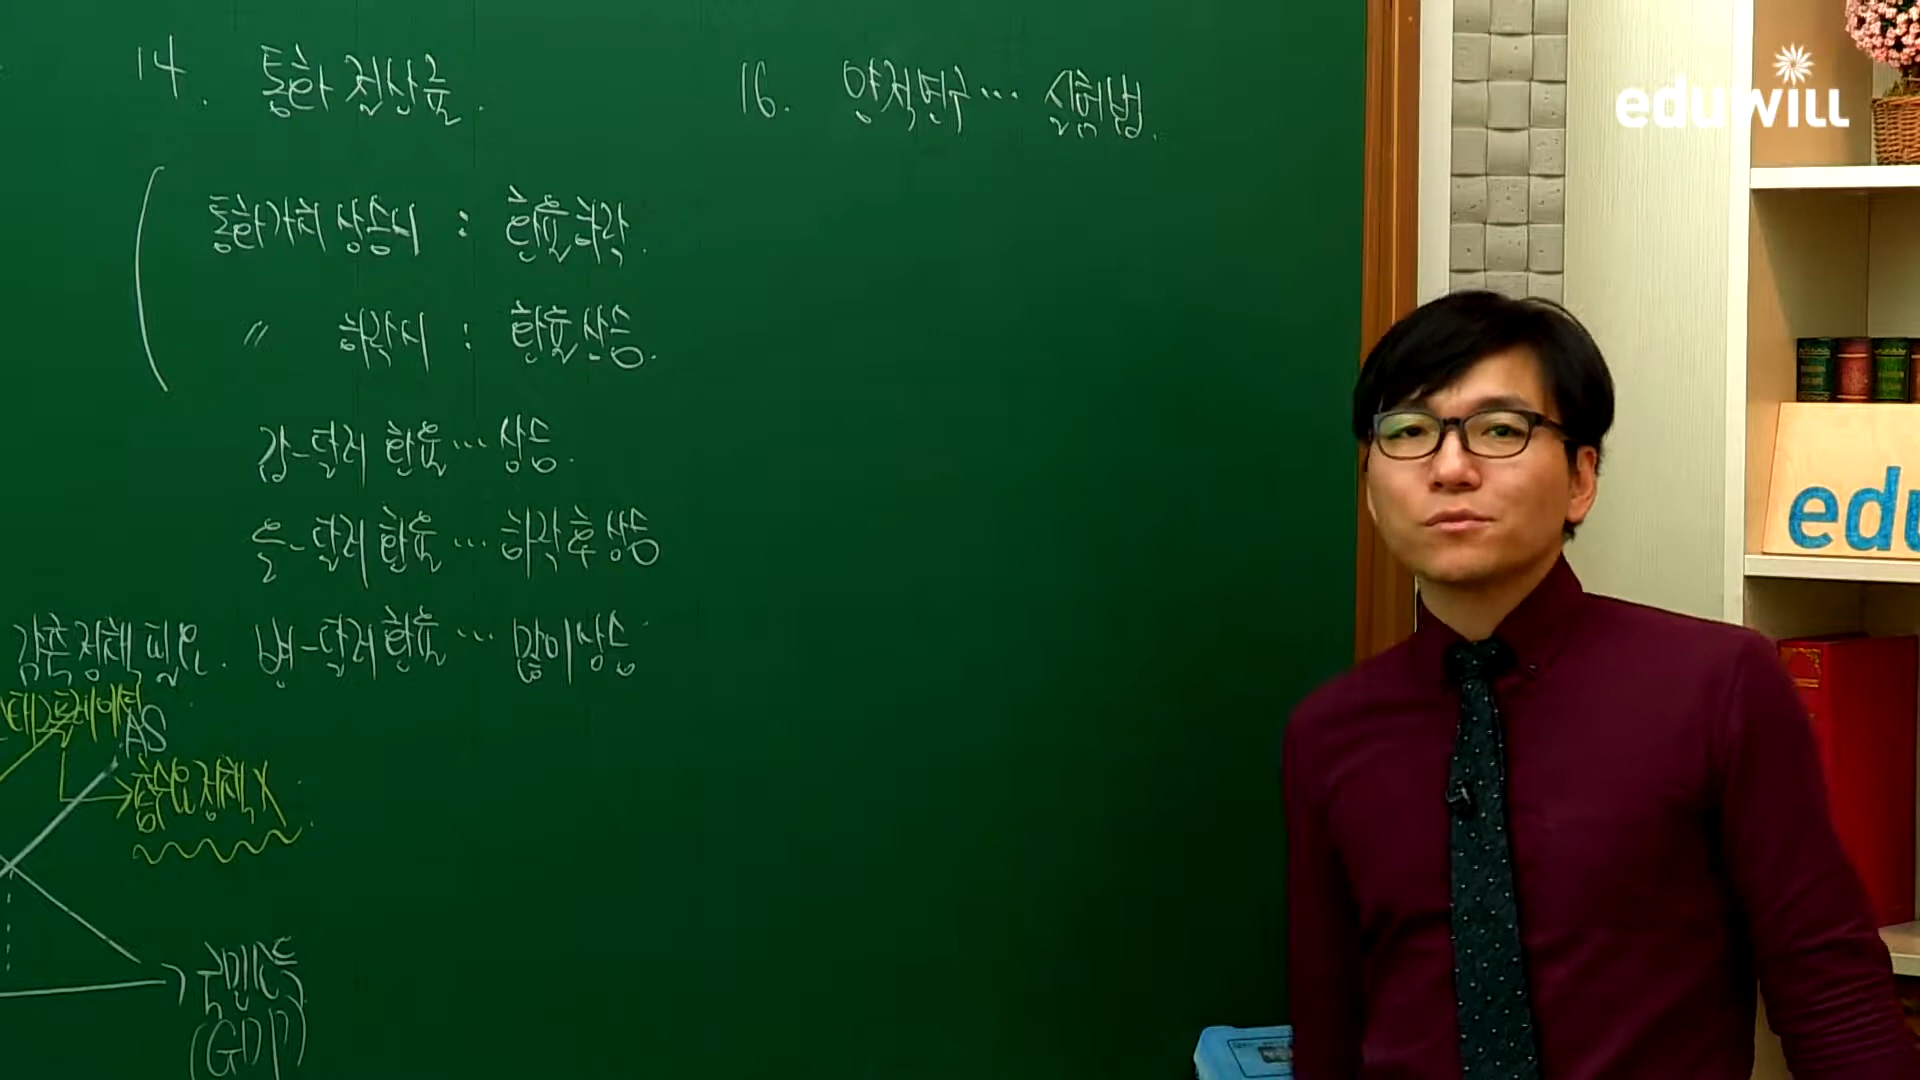 14. 통화 절상률.
통화가치 상승시 : 환율하락.
〃 하락시 : 환율상승.
갑-달러 환율 … 상승.
을-달러 환율 … 하락 후 상승
병-달러 환율 … 많이 상승
긴축 정책 필요.
AS
총수요 정책 X
국민소득
(GDP)
16. 양적연구 … 실험법.
eduwill
edu